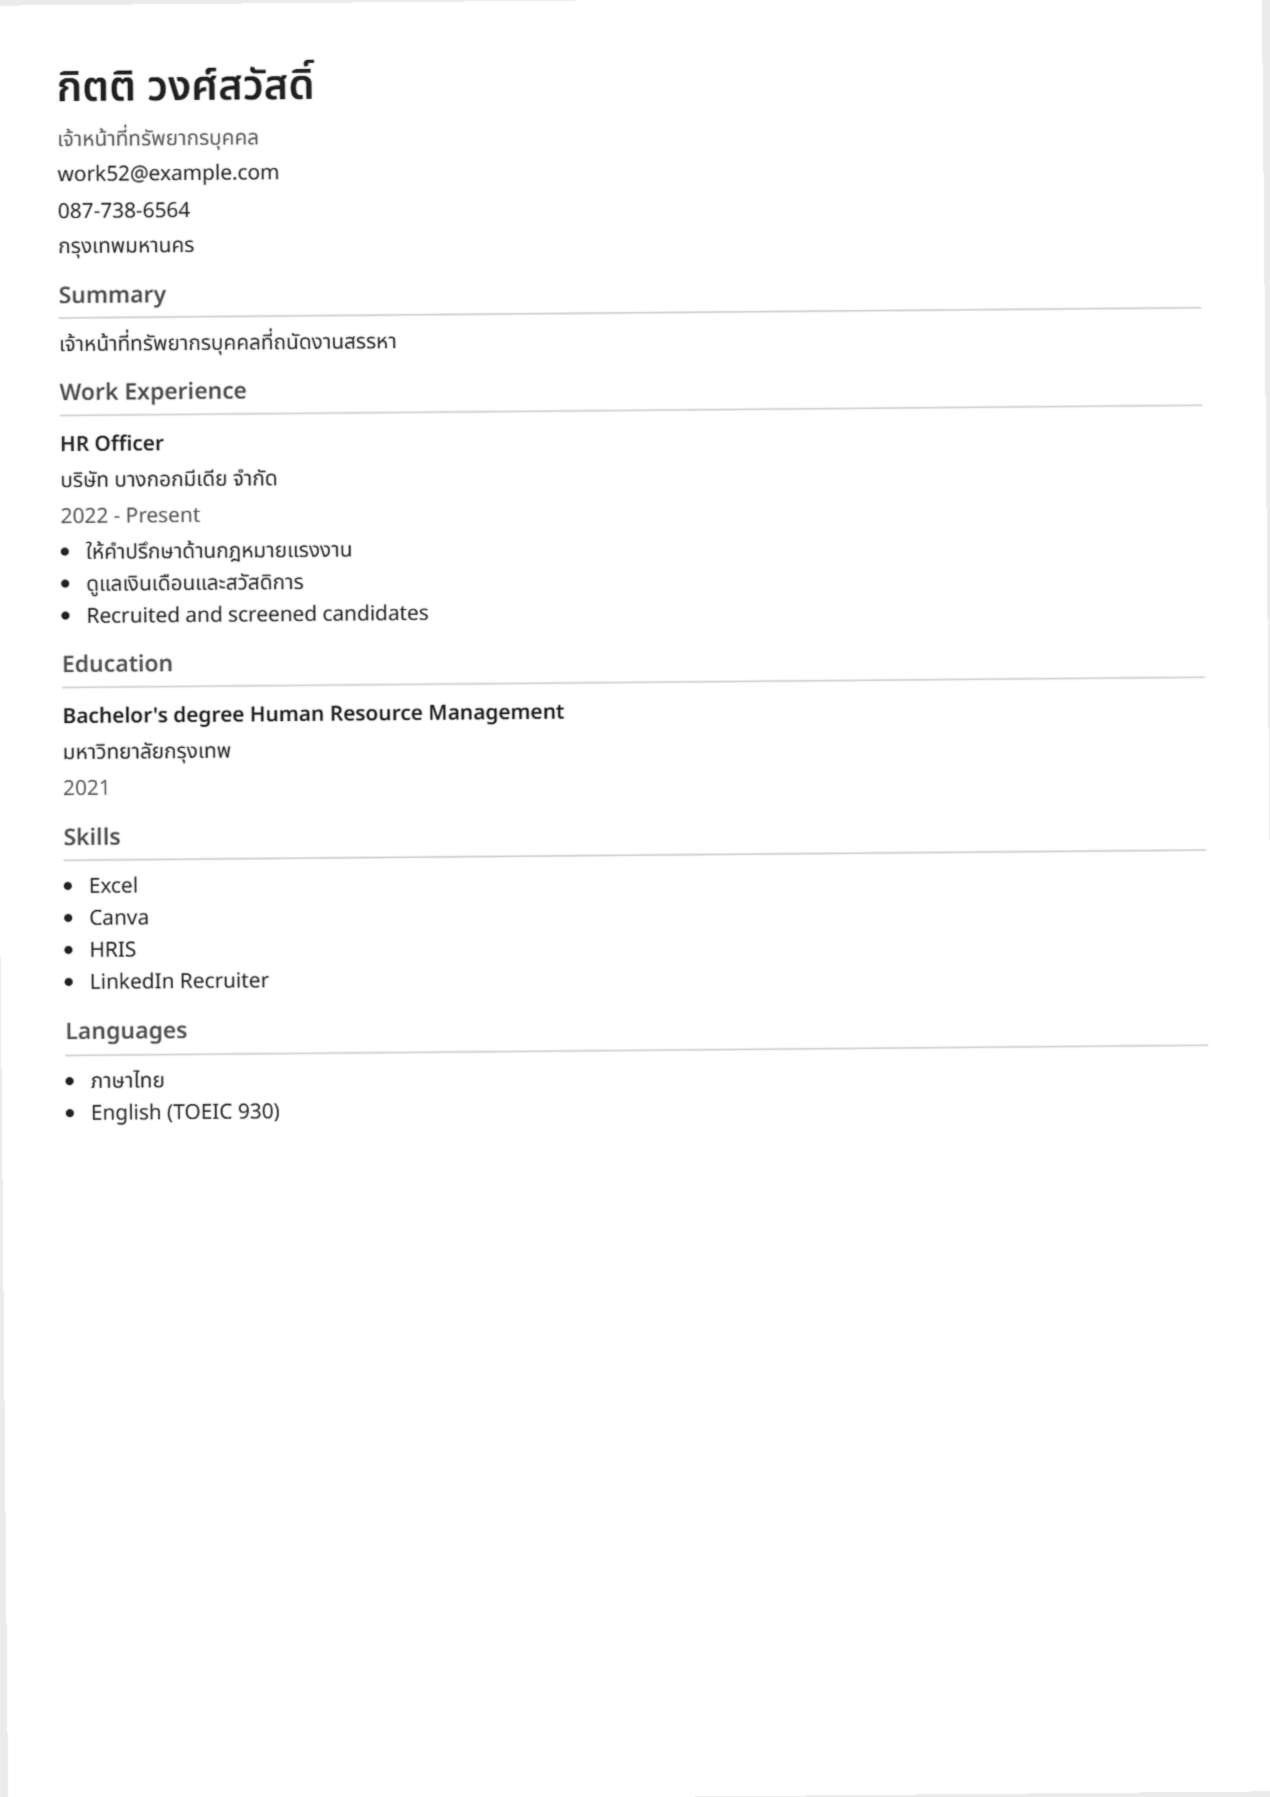 กิตติ วงศ์สวัสดิ์
เจ้าหน้าที่ทรัพยากรบุคคล
work52@example.com
087-738-6564
กรุงเทพมหานคร
Summary
เจ้าหน้าที่ทรัพยากรบุคคลที่ถนัดงานสรรหา
Work Experience
HR Officer
บริษัท บางกอกมีเดีย จำกัด
2022 - Present
• ให้คำปรึกษาด้านกฎหมายแรงงาน
• ดูแลเงินเดือนและสวัสดิการ
• Recruited and screened candidates
Education
Bachelor's degree Human Resource Management
มหาวิทยาลัยกรุงเทพ
2021
Skills
• Excel
• Canva
• HRIS
• LinkedIn Recruiter
Languages
• ภาษาไทย
• English (TOEIC 930)